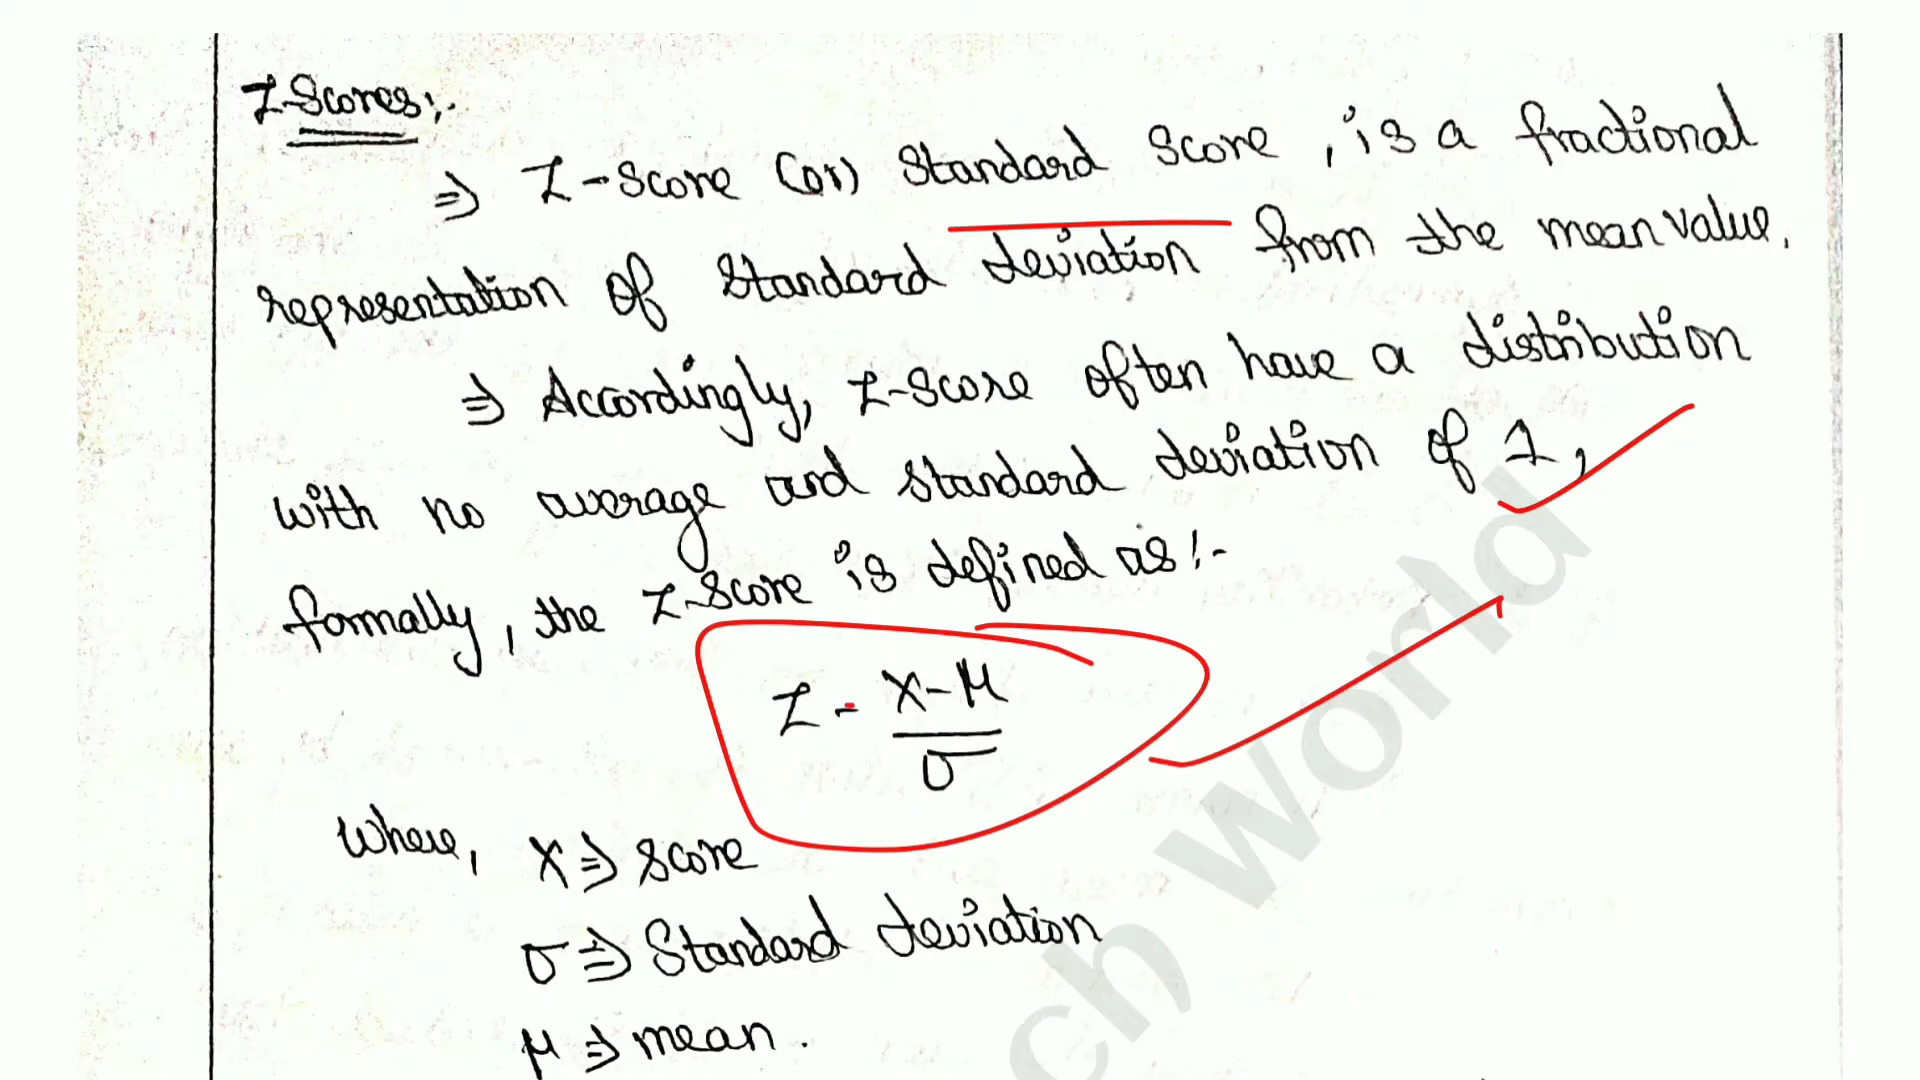 Z-Scores:-
⇒ Z-Score (or) Standard Score, is a fractional
representation of Standard deviation from the mean value.
⇒ Accordingly, Z-Score often have a distribution
with no average and standard deviation of 1,
formally, the Z-Score is defined as:-
Z = X-μ / σ
Where, X ⇒ Score
σ ⇒ Standard deviation
μ ⇒ mean.
ch world